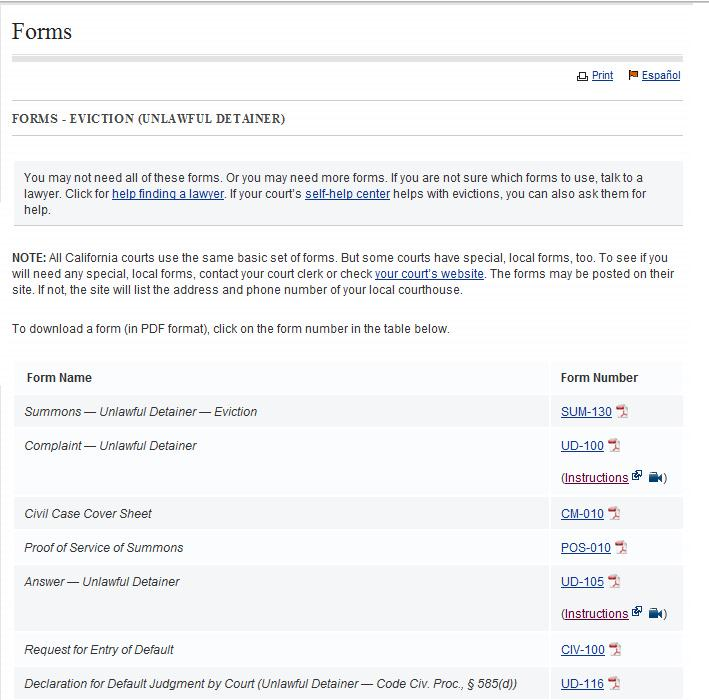 Forms
Print Español
FORMS - EVICTION (UNLAWFUL DETAINER)
You may not need all of these forms. Or you may need more forms. If you are not sure which forms to use, talk to a
lawyer. Click for help finding a lawyer. If your court's self-help center helps with evictions, you can also ask them for
help.
NOTE: All California courts use the same basic set of forms. But some courts have special, local forms, too. To see if you
will need any special, local forms, contact your court clerk or check your court's website. The forms may be posted on their
site. If not, the site will list the address and phone number of your local courthouse.
To download a form (in PDF format), click on the form number in the table below.
Form Name Form Number
Summons — Unlawful Detainer — Eviction SUM-130
Complaint — Unlawful Detainer UD-100
(Instructions )
Civil Case Cover Sheet CM-010
Proof of Service of Summons POS-010
Answer — Unlawful Detainer UD-105
(Instructions )
Request for Entry of Default CIV-100
Declaration for Default Judgment by Court (Unlawful Detainer — Code Civ. Proc., § 585(d)) UD-116